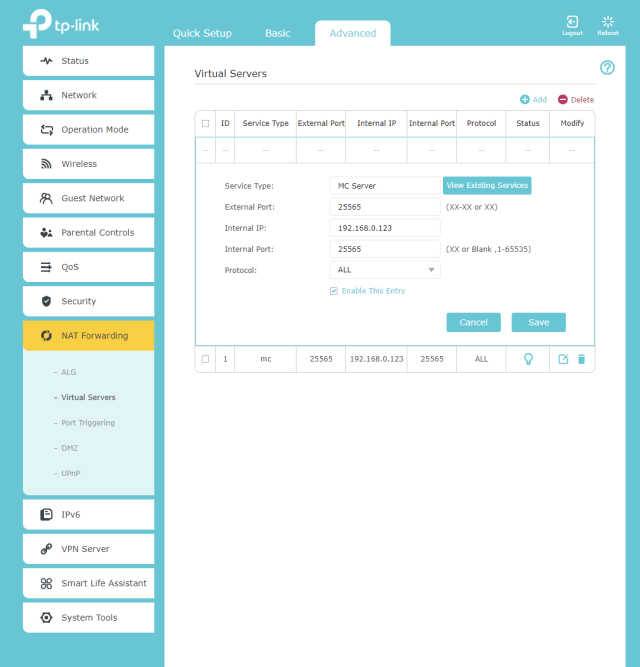 tp-link
Quick Setup Basic Advanced
Logout Reboot
Status
Network
Operation Mode
Wireless
Guest Network
Parental Controls
QoS
Security
NAT Forwarding
- ALG
- Virtual Servers
- Port Triggering
- DMZ
- UPnP
IPv6
VPN Server
Smart Life Assistant
System Tools
Virtual Servers
?
Add Delete
ID Service Type External Port Internal IP Internal Port Protocol Status Modify
-- -- -- -- -- -- -- -- --
Service Type: MC Server View Existing Services
External Port: 25565 (XX-XX or XX)
Internal IP: 192.168.0.123
Internal Port: 25565 (XX or Blank ,1-65535)
Protocol: ALL
Enable This Entry
Cancel Save
1 mc 25565 192.168.0.123 25565 ALL